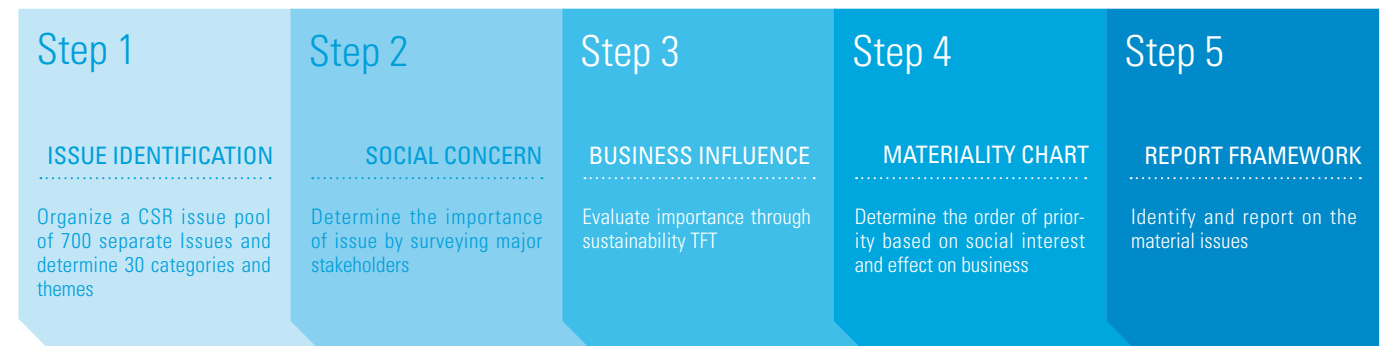 Step 1
ISSUE IDENTIFICATION
Organize a CSR issue pool
of 700 separate Issues and
determine 30 categories and
themes
Step 2
SOCIAL CONCERN
Determine the importance
of issue by surveying major
stakeholders
Step 3
BUSINESS INFLUENCE
Evaluate importance through
sustainability TFT
Step 4
MATERIALITY CHART
Determine the order of prior-
ity based on social interest
and effect on business
Step 5
REPORT FRAMEWORK
Identify and report on the
material issues